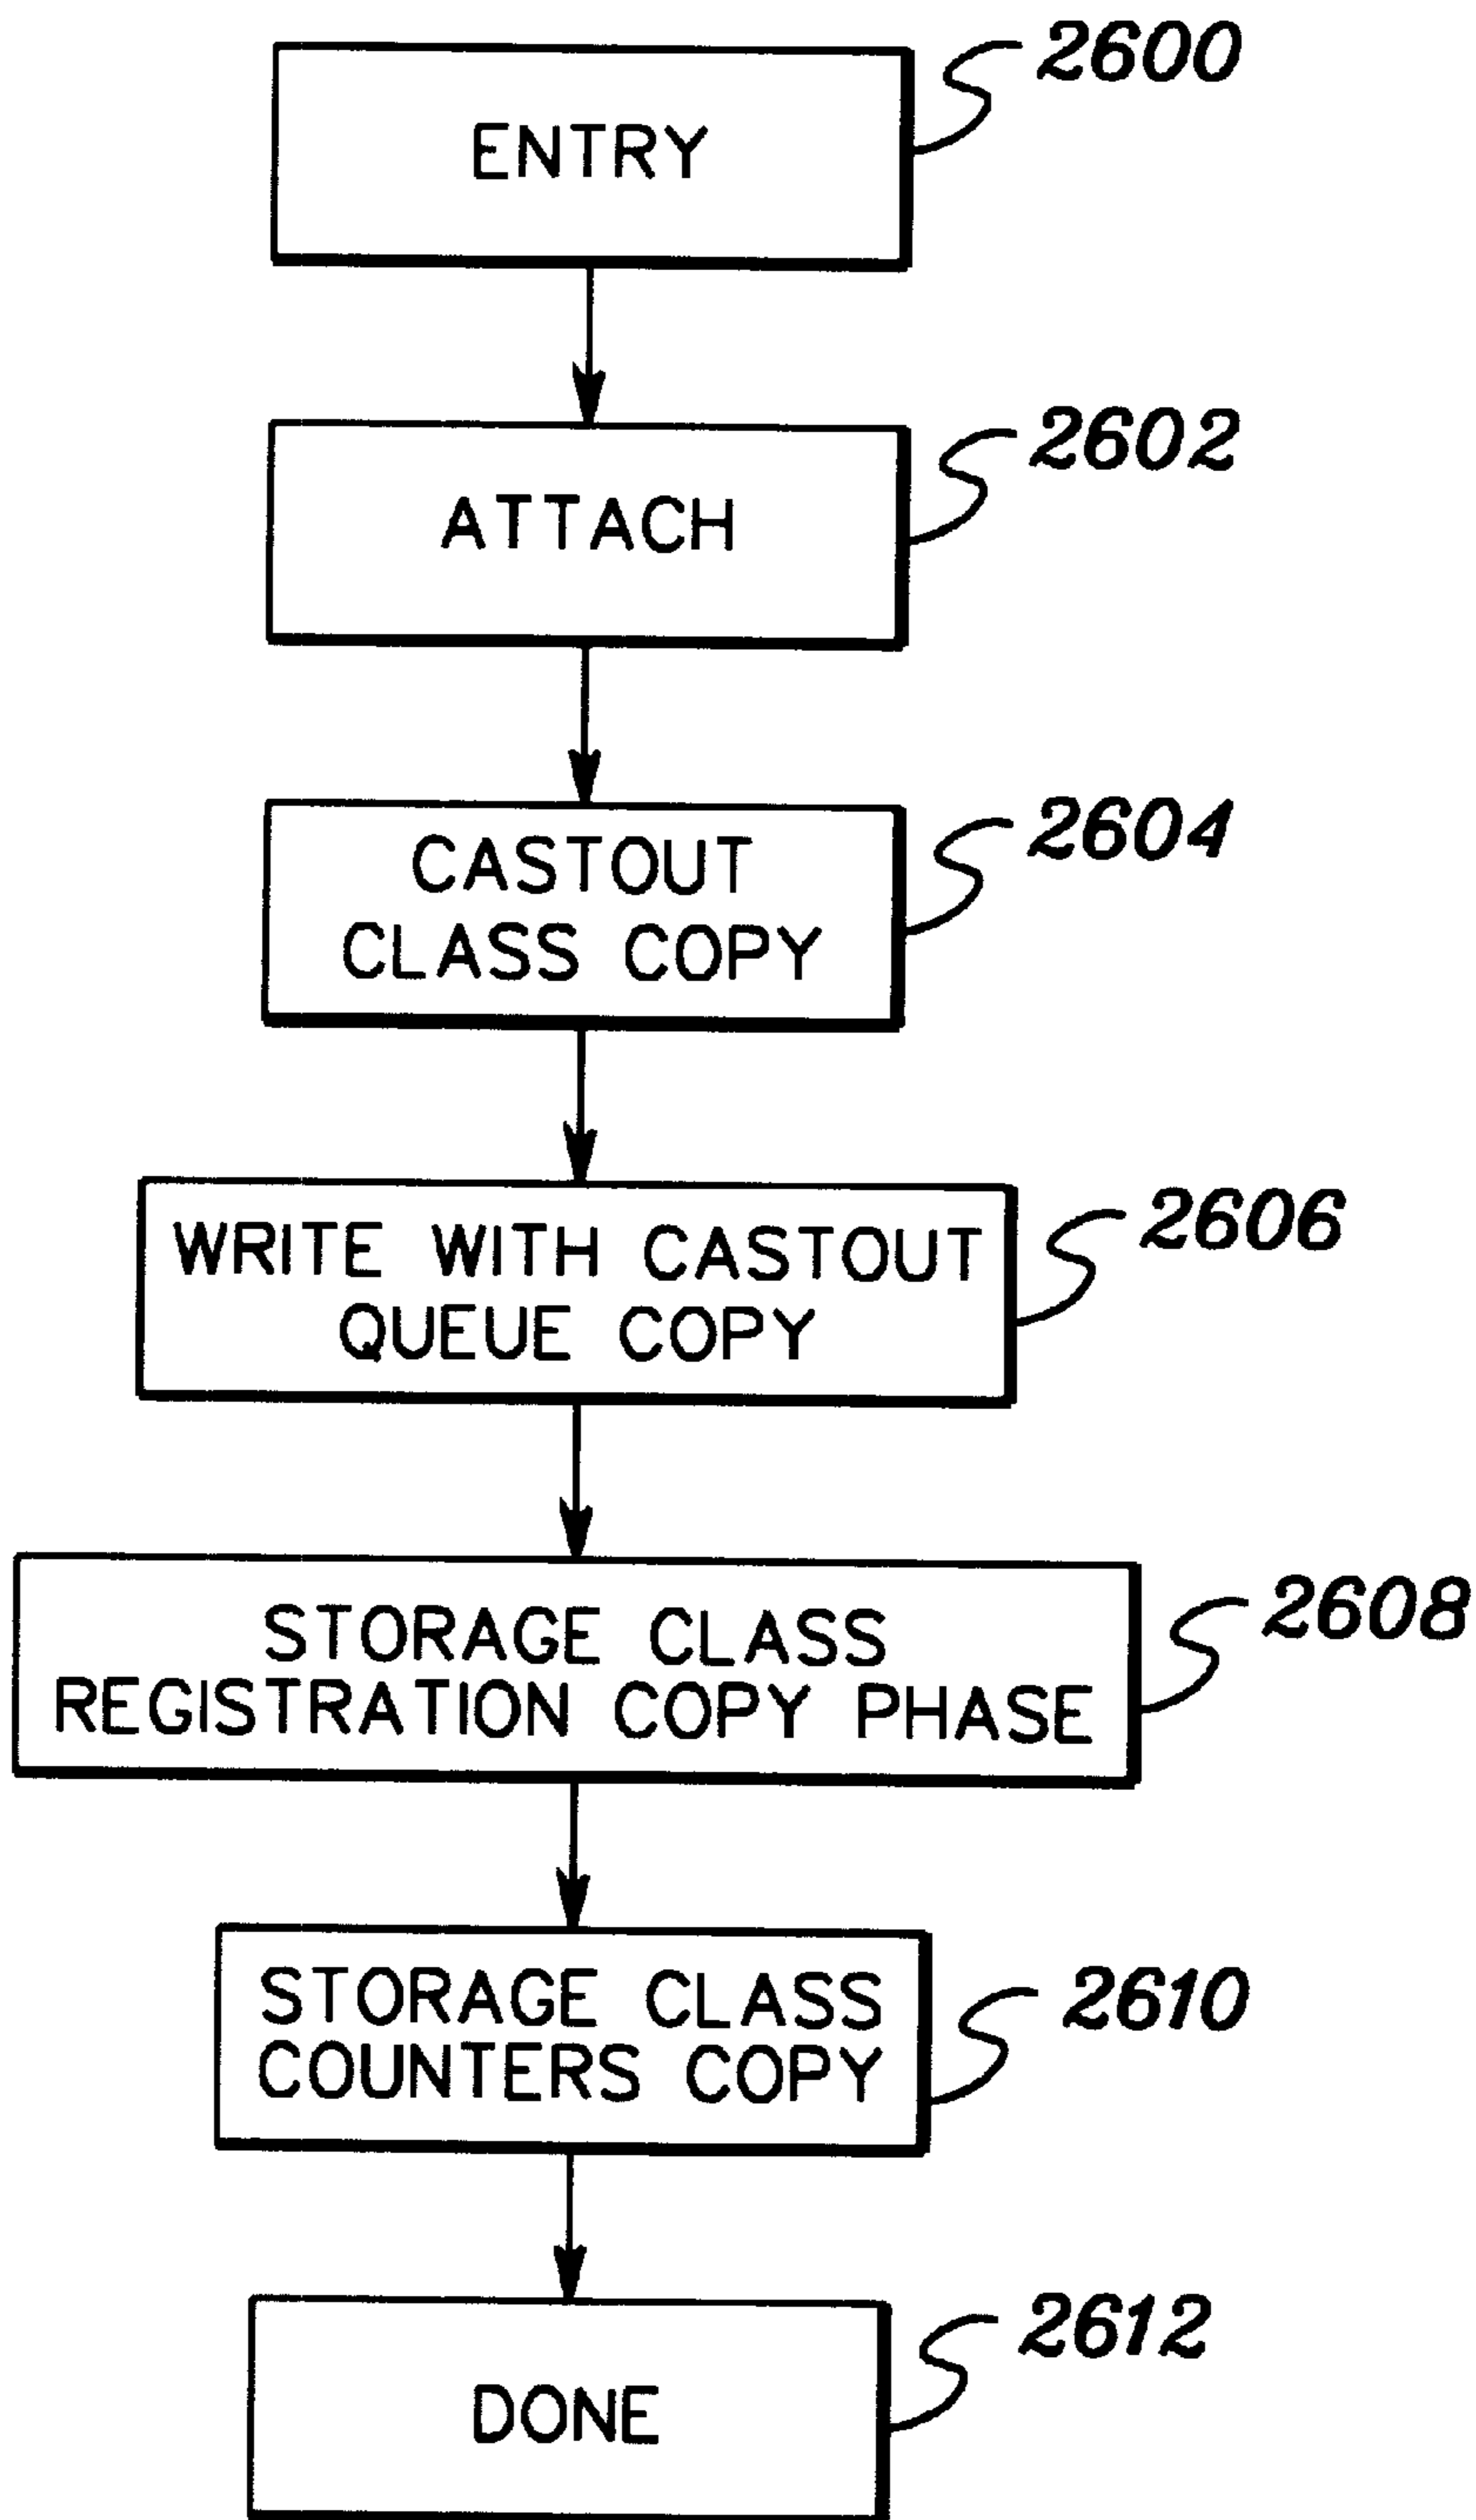 2600
ENTRY
2602
ATTACH
2604
CASTOUT
CLASS COPY
2606
WRITE WITH CASTOUT
QUEUE COPY
2608
STORAGE CLASS
REGISTRATION COPY PHASE
2610
STORAGE CLASS
COUNTERS COPY
2612
DONE